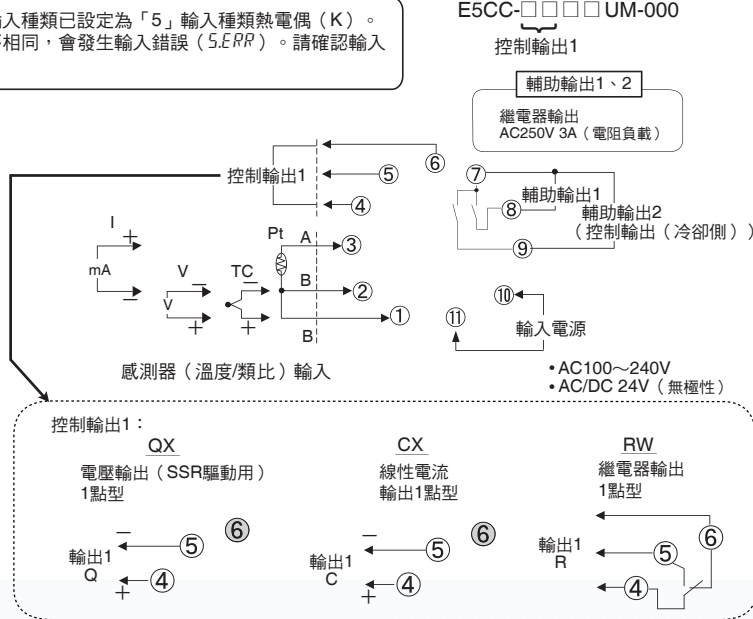 輸入種類已設定為「5」輸入種類熱電偶（K）。
相同，會發生輸入錯誤（S.ERR）。請確認輸入
E5CC-□□□□UM-000
控制輸出1
輔助輸出1、2
繼電器輸出
AC250V 3A（電阻負載）
控制輸出1
⑥
⑤
④
⑦
輔助輸出1
⑧
輔助輸出2
（控制輸出（冷卻側））
⑨
I
+
mA
−
V
−
V
+
TC
−
+
Pt
A
③
B
②
①
B
⑩
⑪
輸入電源
感測器（溫度/類比）輸入
•AC100～240V
•AC/DC 24V（無極性）
控制輸出1：
QX
電壓輸出（SSR驅動用）
1點型
−
⑥
⑤
輸出1
Q
④
+
CX
線性電流
輸出1點型
−
⑥
⑤
輸出1
C
④
+
RW
繼電器輸出
1點型
⑥
輸出1
R
⑤
④